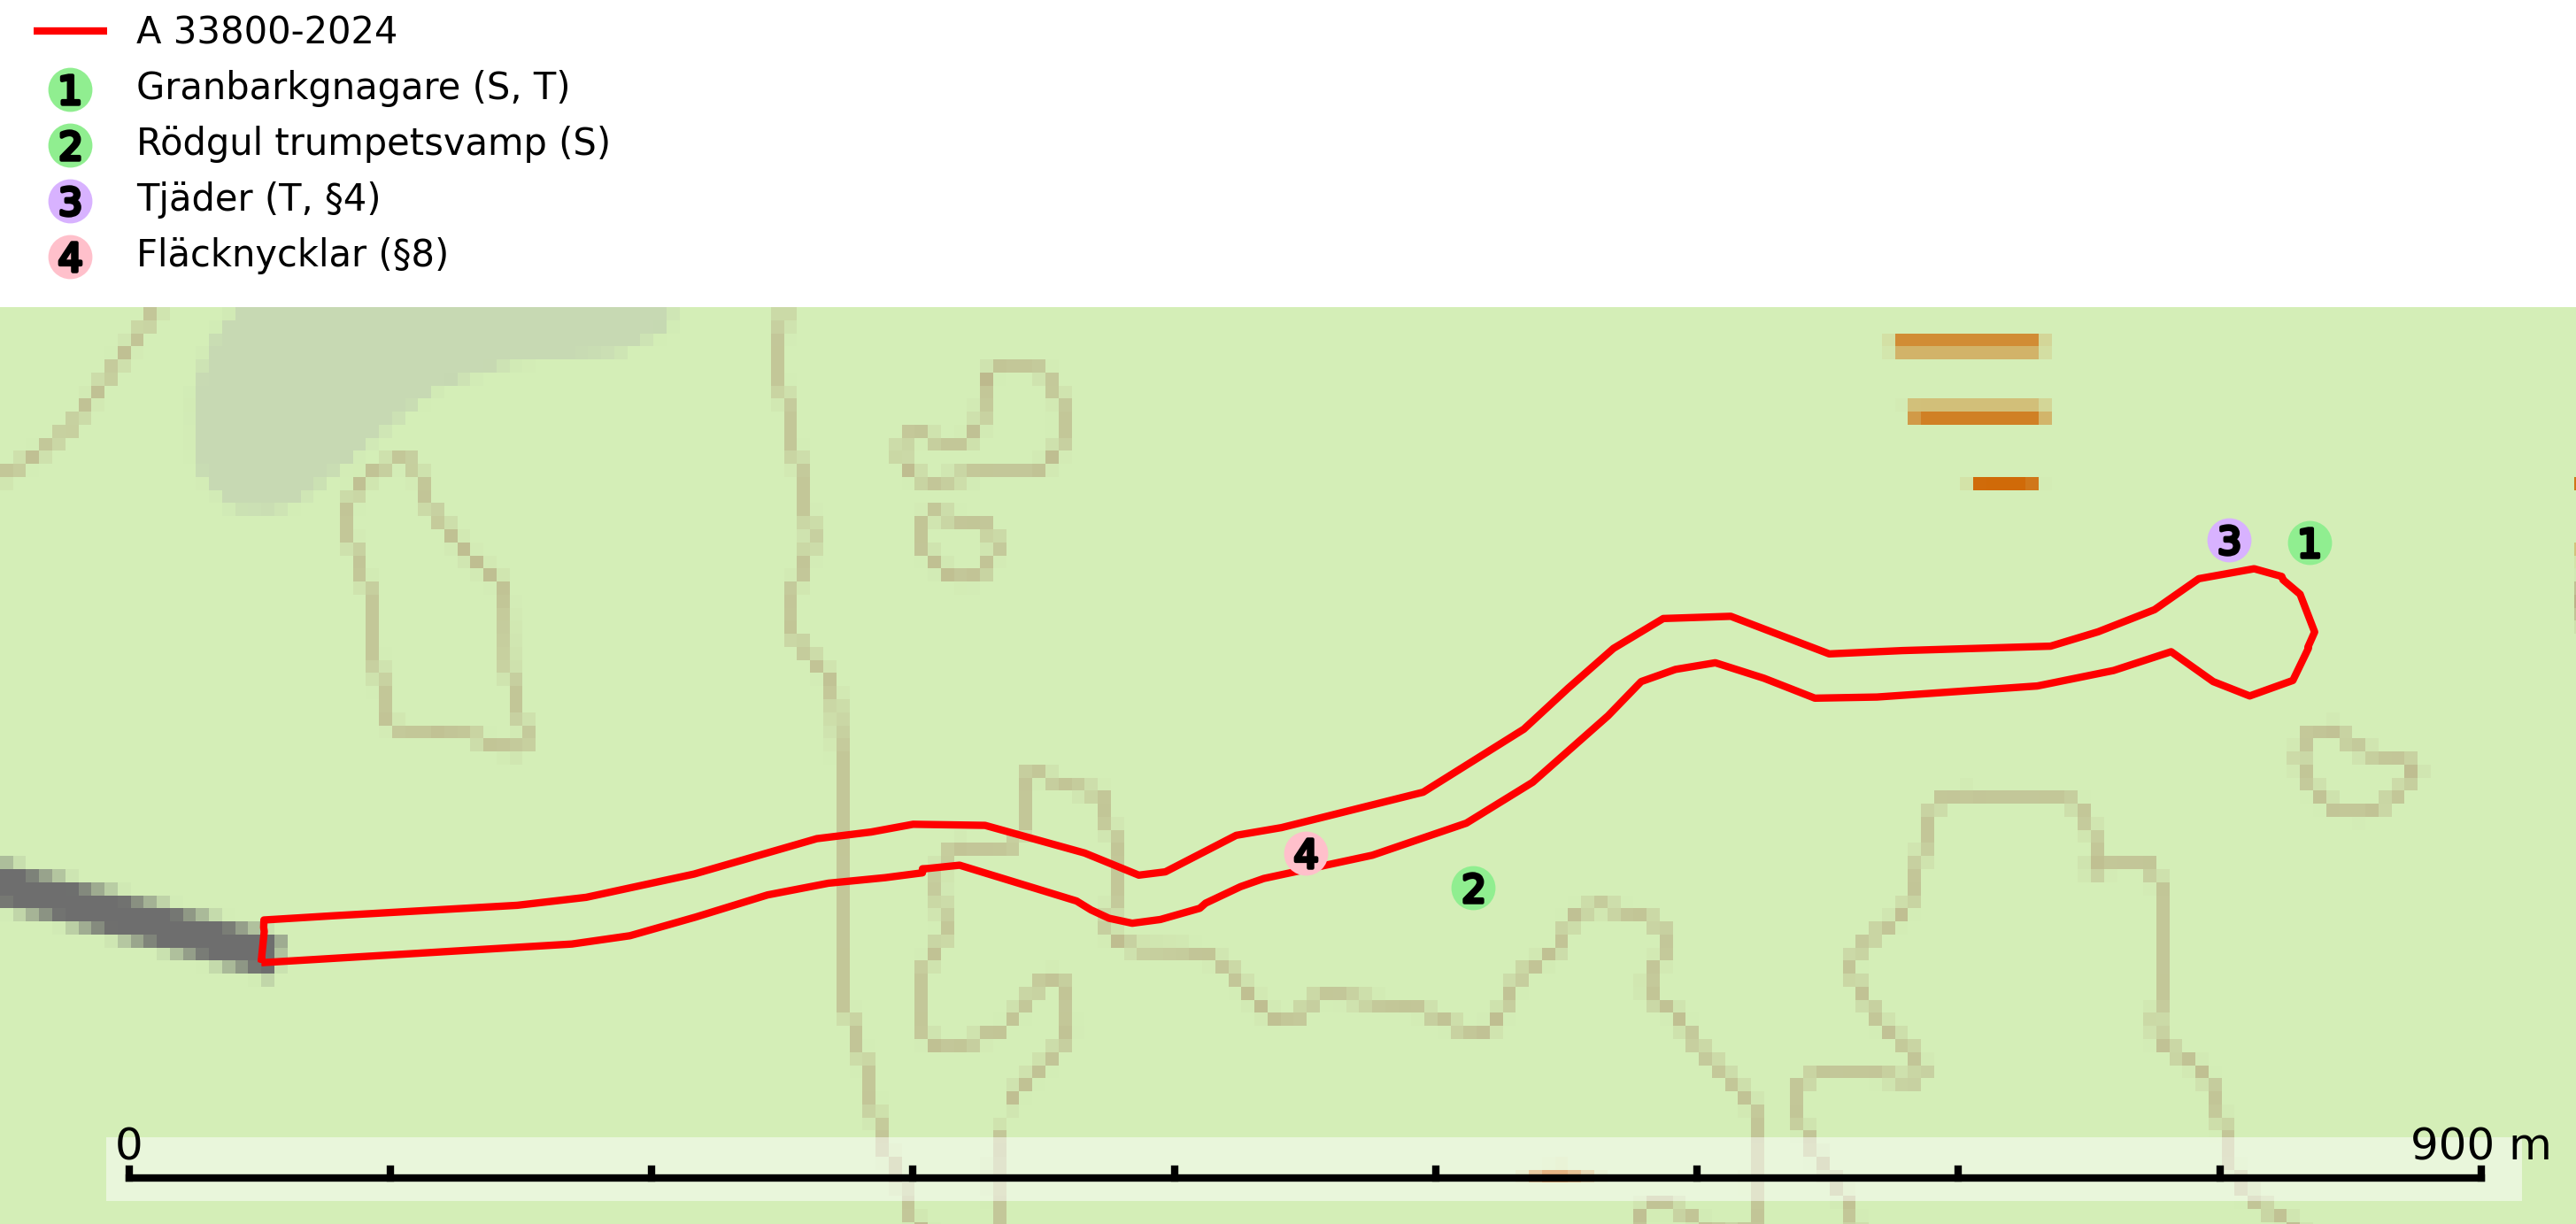 A 33800-2024
1 Granbarkgnagare (S, T)
2 Rödgul trumpetsvamp (S)
3 Tjäder (T, §4)
4 Fläcknycklar (§8)
3 1
4
2
0 900 m